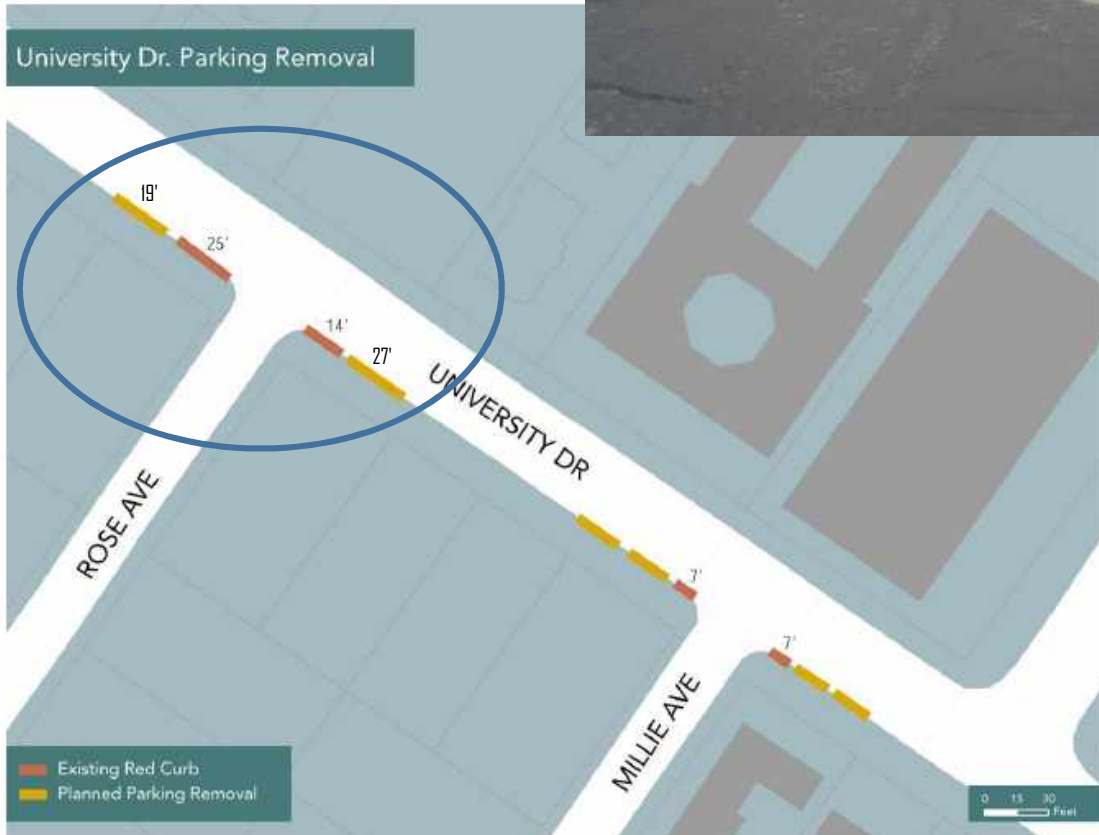 University Dr. Parking Removal
19'
25'
14'
27'
UNIVERSITY DR
ROSE AVE
7'
7'
MILLIE AVE
Existing Red Curb
Planned Parking Removal
0 15 30
Feet